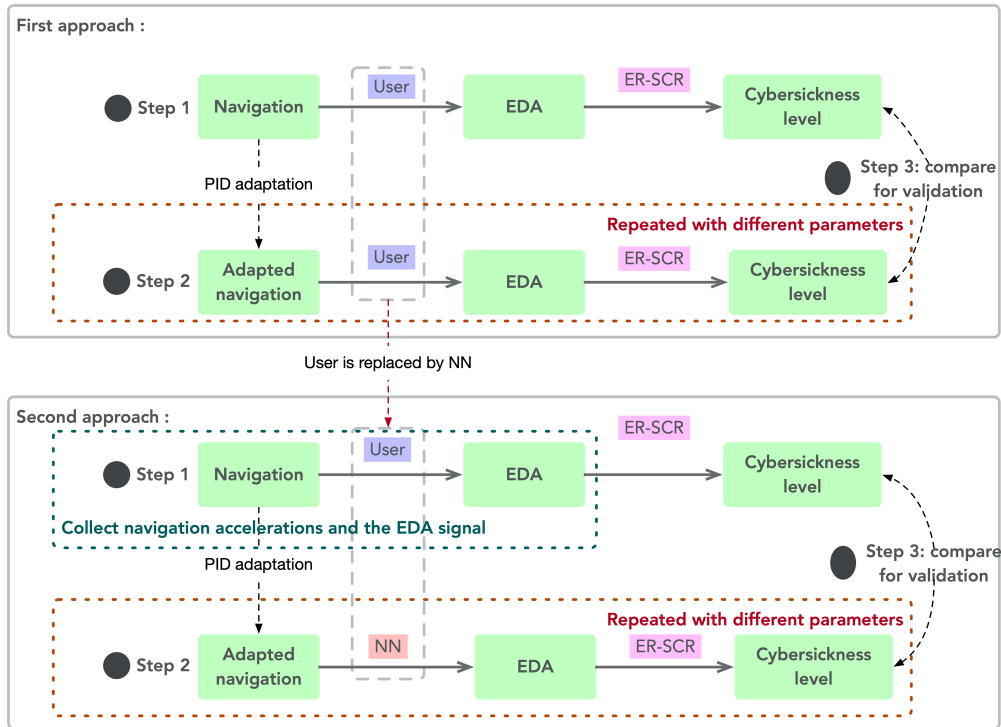 First approach :
User
ER-SCR
Step 1
Navigation
EDA
Cybersickness
level
PID adaptation
Step 3: compare
for validation
Repeated with different parameters
User
ER-SCR
Step 2
Adapted
navigation
EDA
Cybersickness
level
User is replaced by NN
Second approach :
User
ER-SCR
Step 1
Navigation
EDA
Cybersickness
level
Collect navigation accelerations and the EDA signal
PID adaptation
Step 3: compare
for validation
Repeated with different parameters
NN
ER-SCR
Step 2
Adapted
navigation
EDA
Cybersickness
level